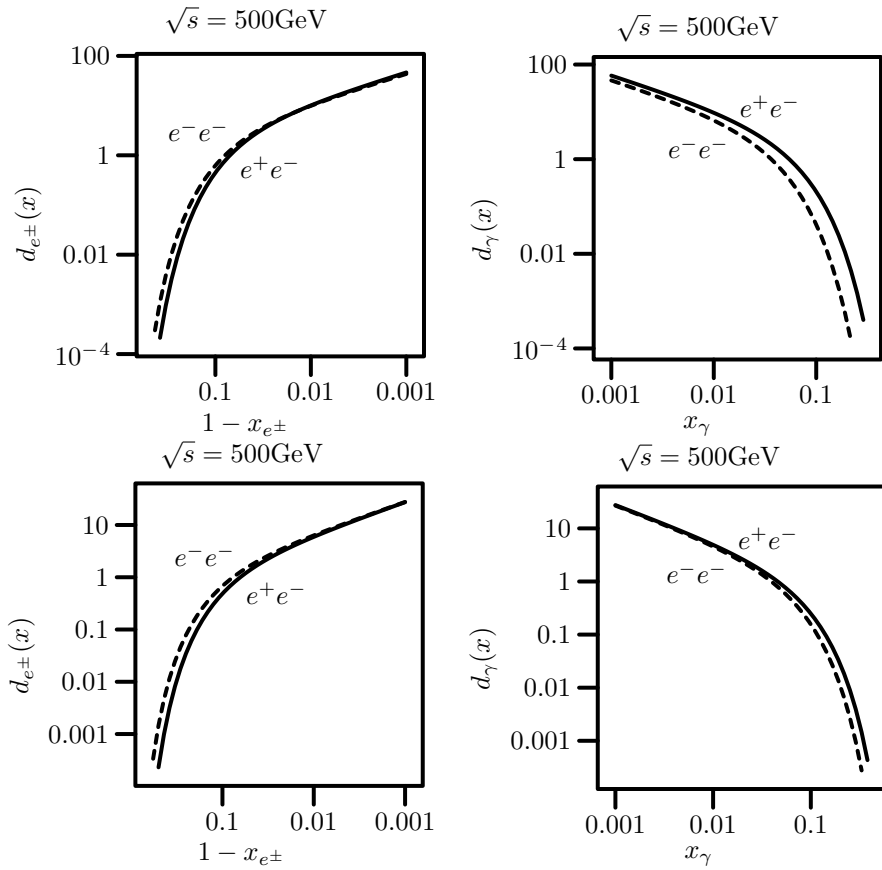 √s = 500GeV
100
1
0.01
10⁻⁴
d_{e^±}(x)
e⁻e⁻
e⁺e⁻
0.1 0.01 0.001
1 − x_{e^±}
√s = 500GeV
100
1
0.01
10⁻⁴
d_γ(x)
e⁺e⁻
e⁻e⁻
0.001 0.01 0.1
x_γ
√s = 500GeV
10
1
0.1
0.01
0.001
d_{e^±}(x)
e⁻e⁻
e⁺e⁻
0.1 0.01 0.001
1 − x_{e^±}
√s = 500GeV
10
1
0.1
0.01
0.001
d_γ(x)
e⁺e⁻
e⁻e⁻
0.001 0.01 0.1
x_γ